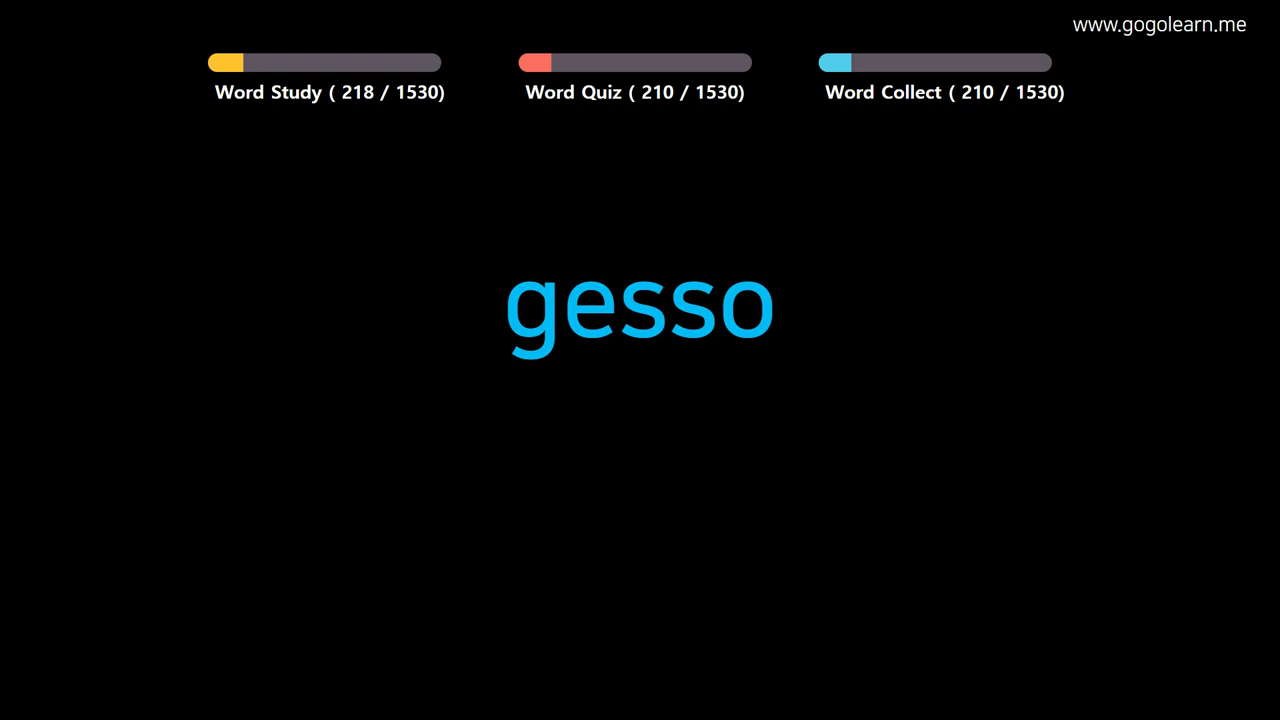 www.gogolearn.me
Word Study ( 218 / 1530) Word Quiz ( 210 / 1530) Word Collect ( 210 / 1530)
gesso